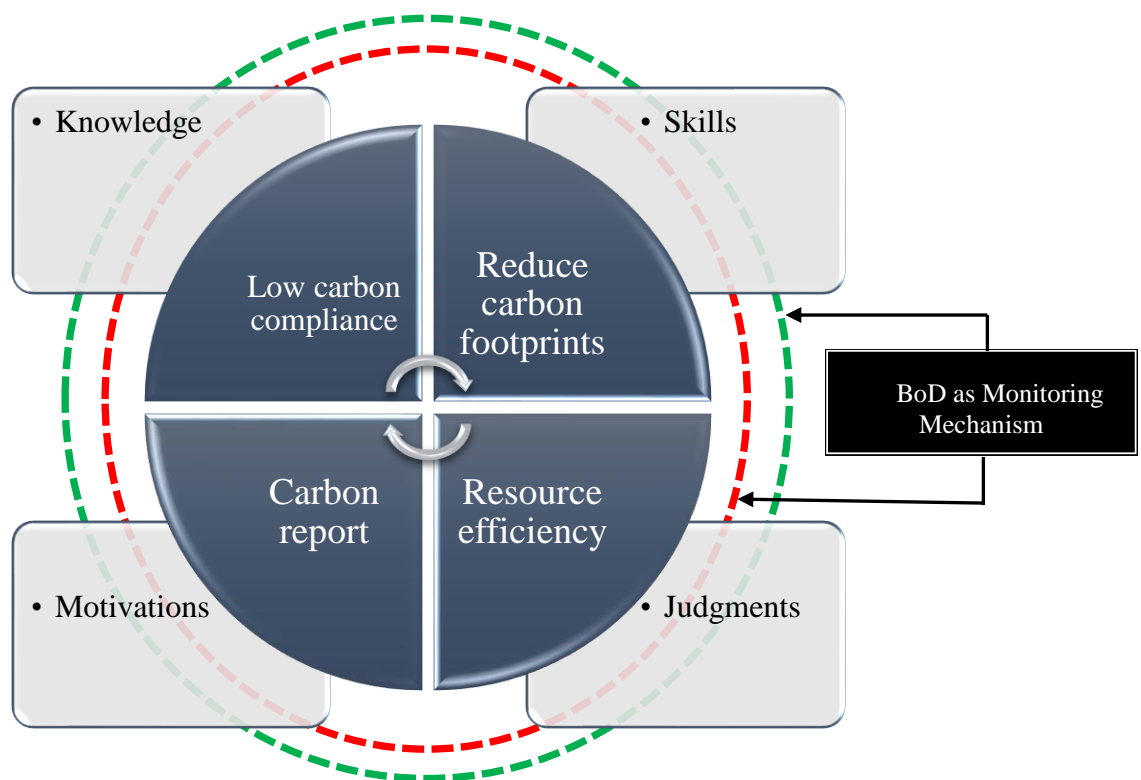 • Knowledge
• Skills
Low carbon
compliance
Reduce
carbon
footprints
BoD as Monitoring
Mechanism
Carbon
report
Resource
efficiency
• Motivations
• Judgments